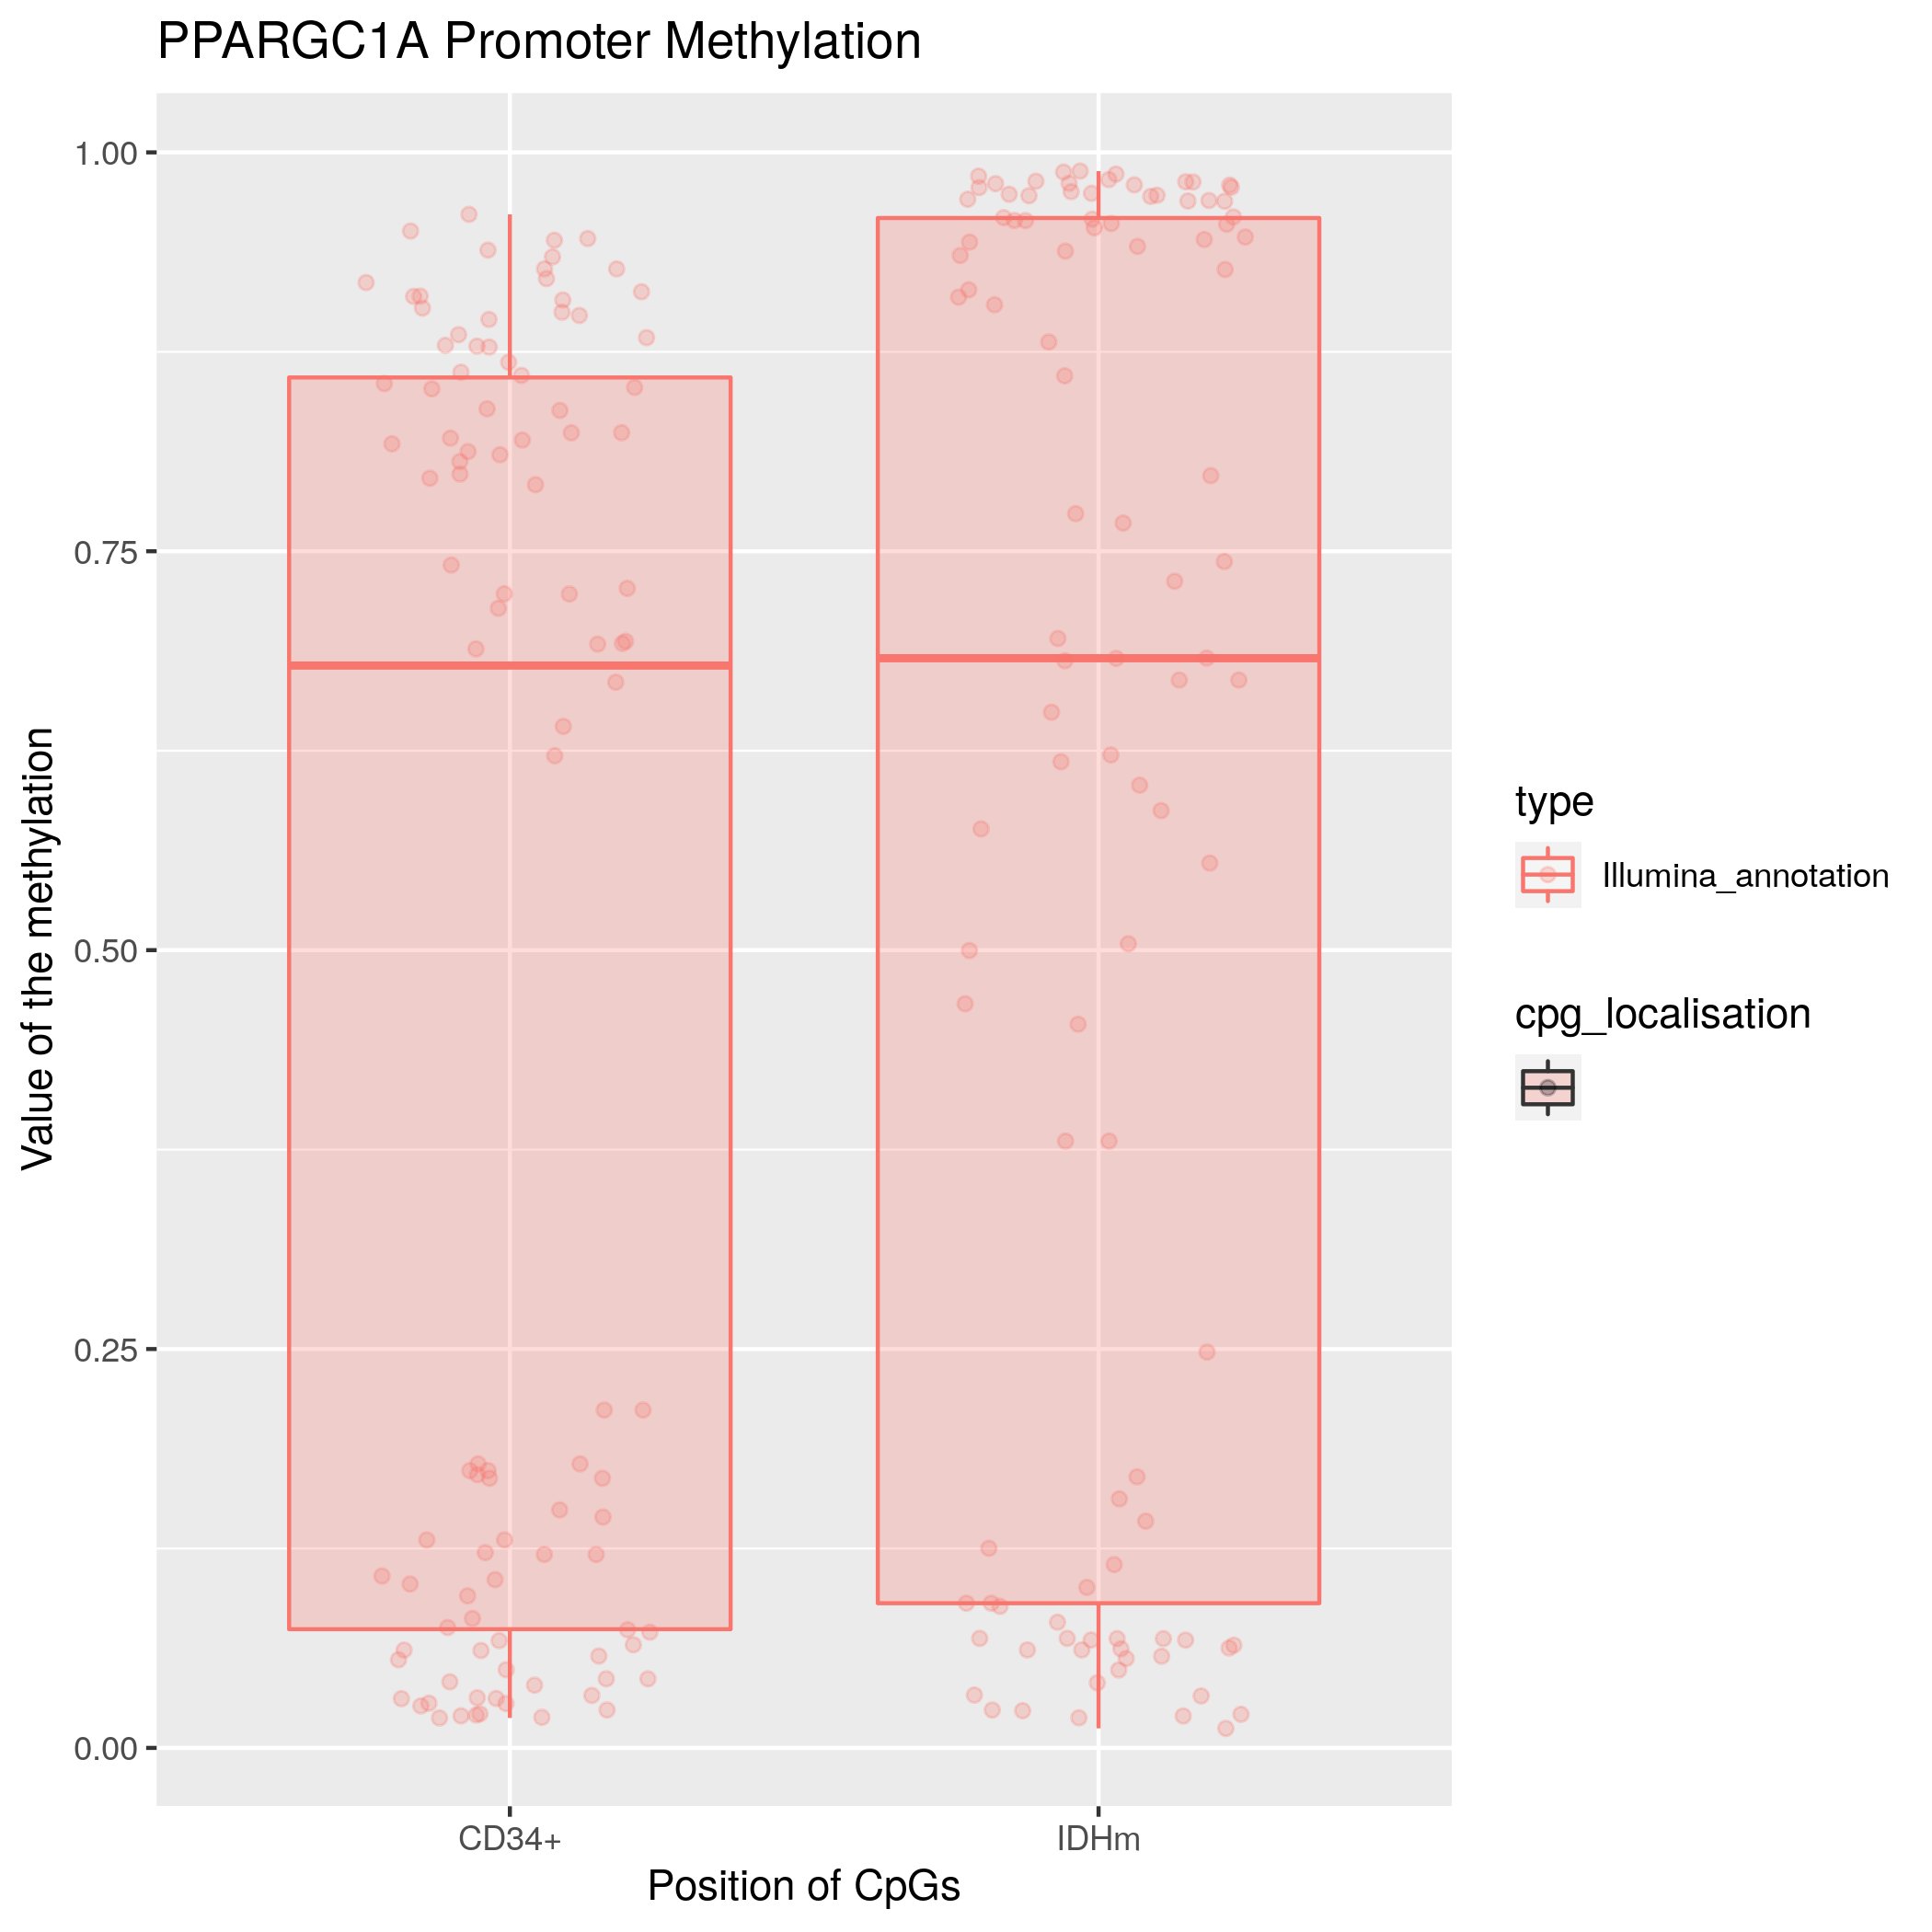 PPARGC1A Promoter Methylation
1.00
0.75
0.50
0.25
0.00
Value of the methylation
CD34+
IDHm
Position of CpGs
type
Illumina_annotation
cpg_localisation